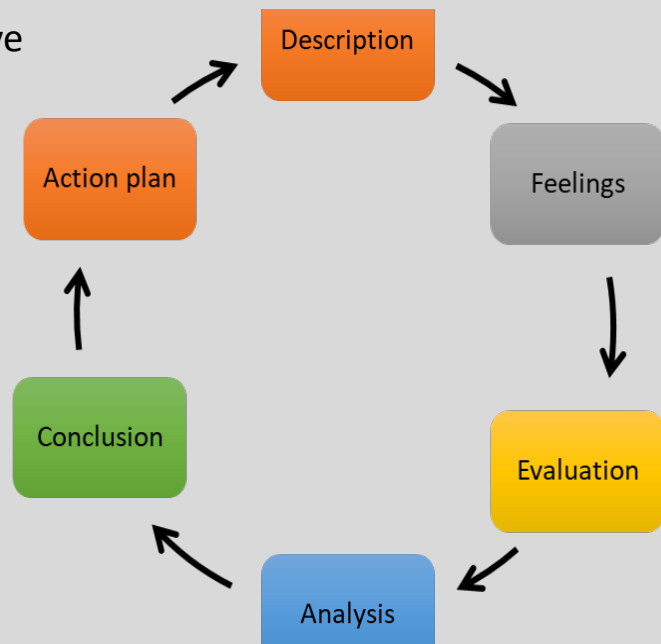 Description
Feelings
Evaluation
Analysis
Conclusion
Action plan